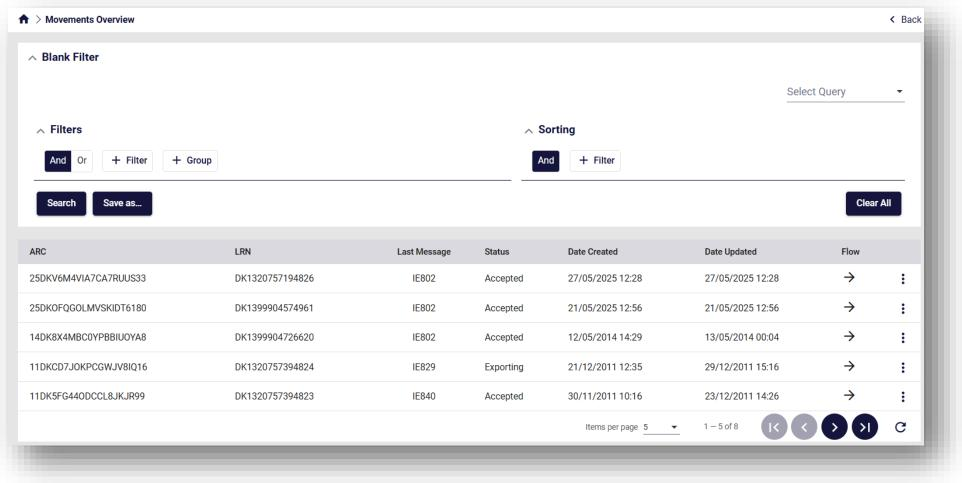 > Movements Overview < Back
Blank Filter
Select Query
Filters Sorting
And Or + Filter + Group And + Filter
Search Save as... Clear All
ARC LRN Last Message Status Date Created Date Updated Flow
25DKV6M4VIA7CA7RUUS33 DK1320757194826 IE802 Accepted 27/05/2025 12:28 27/05/2025 12:28
25DKOFQGOLMVSKIDT6180 DK1399904574961 IE802 Accepted 21/05/2025 12:56 21/05/2025 12:56
14DK8X4MBC0YPBBIUOYA8 DK1399904726620 IE802 Accepted 12/05/2014 14:29 13/05/2014 00:04
11DKCD7JOKPCGWJV8IQ16 DK1320757394824 IE829 Exporting 21/12/2011 12:35 29/12/2011 15:16
11DK5FG44ODCCL8JKJR99 DK1320757394823 IE840 Accepted 30/11/2011 10:16 23/12/2011 14:26
Items per page 5 1 – 5 of 8